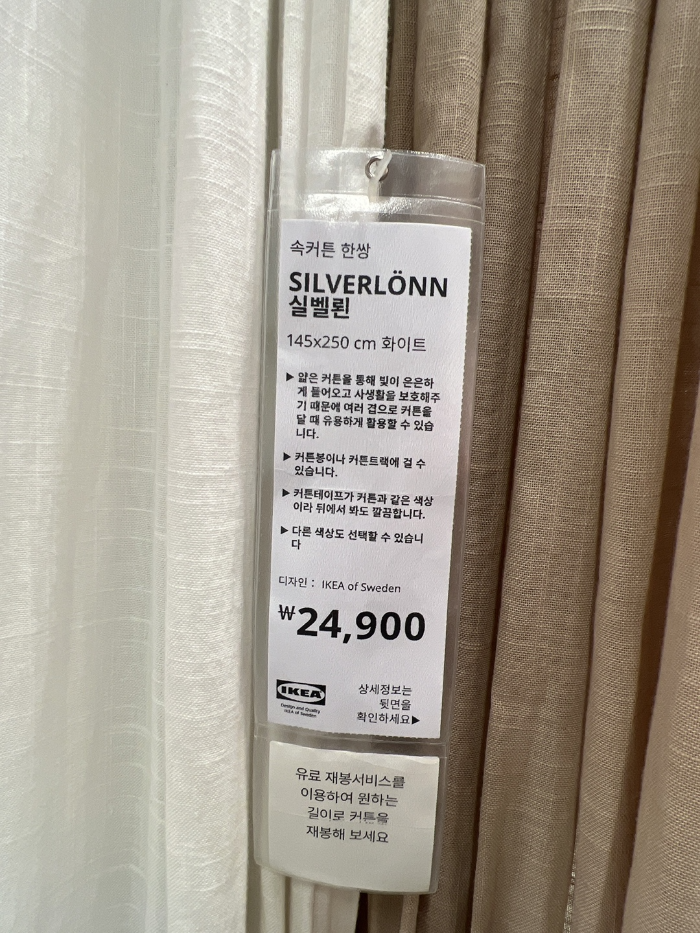 속커튼 한쌍
SILVERLÖNN
실벨뢴
145x250 cm 화이트
▶ 얇은 커튼을 통해 빛이 은은하
게 들어오고 사생활을 보호해주
기 때문에 여러 겹으로 커튼을
달 때 유용하게 활용할 수 있습
니다.
▶ 커튼봉이나 커튼트랙에 걸 수
있습니다.
▶ 커튼테이프가 커튼과 같은 색상
이라 뒤에서 봐도 깔끔합니다.
▶ 다른 색상도 선택할 수 있습니
다
디자인 : IKEA of Sweden
₩24,900
IKEA
Design and Quality
IKEA of Sweden
상세정보는
뒷면을
확인하세요▶
유료 재봉서비스를
이용하여 원하는
길이로 커튼을
재봉해 보세요